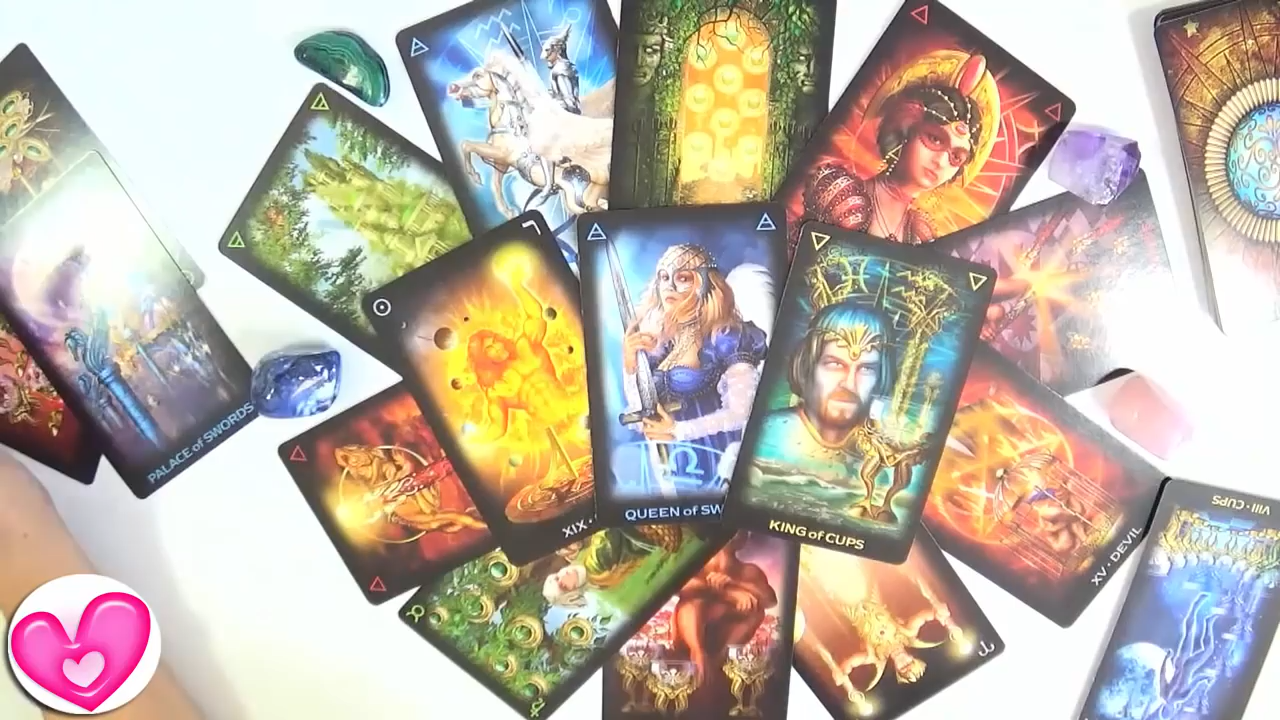 PALACE of SWORDS
XIX ·
QUEEN of SW
KING of CUPS
XV · DEVIL
VIII · CUPS